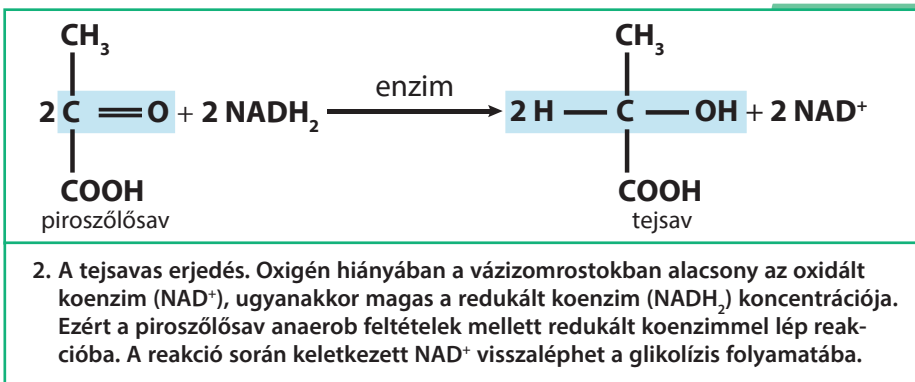 CH₃ CH₃
enzim
2 C = O + 2 NADH₂ → 2 H — C — OH + 2 NAD⁺
COOH COOH
piroszőlősav tejsav
2. A tejsavas erjedés. Oxigén hiányában a vázizomrostokban alacsony az oxidált
koenzim (NAD⁺), ugyanakkor magas a redukált koenzim (NADH₂) koncentrációja.
Ezért a piroszőlősav anaerob feltételek mellett redukált koenzimmel lép reak-
cióba. A reakció során keletkezett NAD⁺ visszaléphet a glikolízis folyamatába.